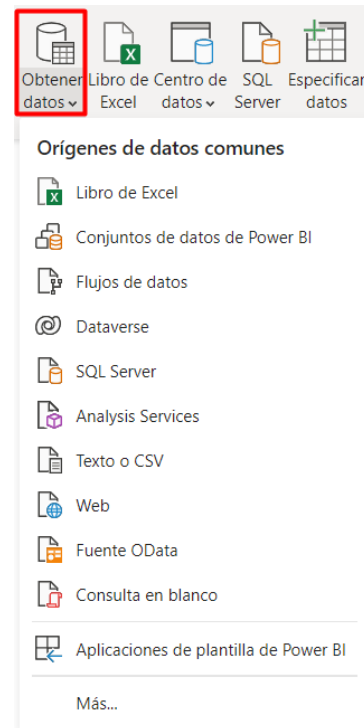 Obtener Libro de Centro de SQL Especificar
datos Excel datos Server datos
Orígenes de datos comunes
Libro de Excel
Conjuntos de datos de Power BI
Flujos de datos
Dataverse
SQL Server
Analysis Services
Texto o CSV
Web
Fuente OData
Consulta en blanco
Aplicaciones de plantilla de Power BI
Más...